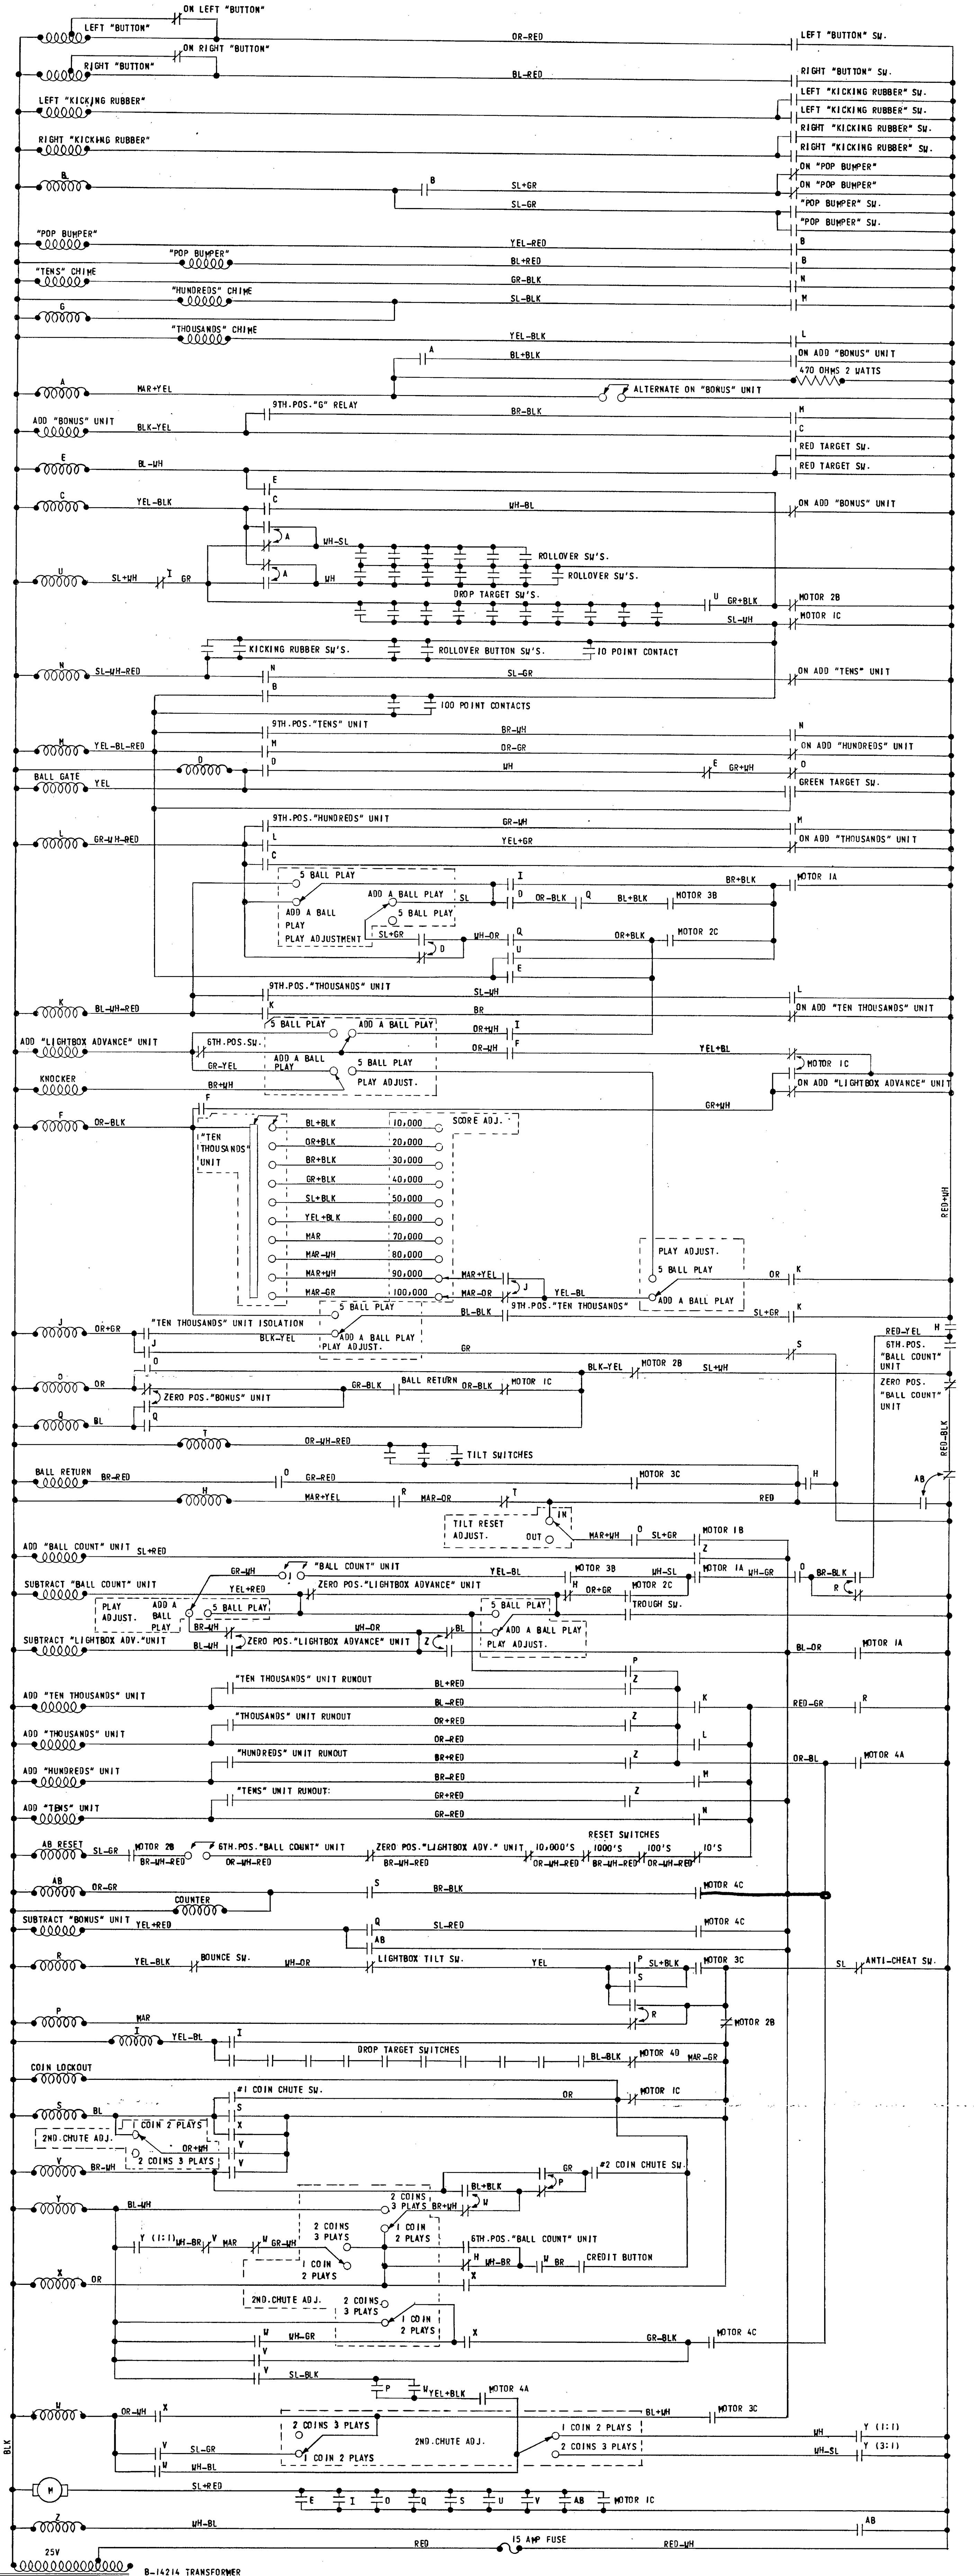 ON LEFT "BUTTON"
LEFT "BUTTON"
OR-RED
LEFT "BUTTON" SW.
ON RIGHT "BUTTON"
RIGHT "BUTTON"
BL-RED
RIGHT "BUTTON" SW.
LEFT "KICKING RUBBER" SW.
LEFT "KICKING RUBBER"
LEFT "KICKING RUBBER" SW.
RIGHT "KICKING RUBBER" SW.
RIGHT "KICKING RUBBER"
RIGHT "KICKING RUBBER" SW.
ON "POP BUMPER"
B
B
SL+GR
ON "POP BUMPER"
SL-GR
"POP BUMPER" SW.
"POP BUMPER" SW.
"POP BUMPER"
YEL-RED
B
"POP BUMPER"
BL+RED
B
"TENS" CHIME
GR-BLK
N
"HUNDREDS" CHIME
SL-BLK
M
G
"THOUSANDS" CHIME
YEL-BLK
L
A
BL+BLK
ON ADD "BONUS" UNIT
470 OHMS 2 WATTS
A
MAR+YEL
ALTERNATE ON "BONUS" UNIT
9TH.POS."G" RELAY
BR-BLK
M
ADD "BONUS" UNIT
BLK-YEL
C
RED TARGET SW.
E
BL-WH
RED TARGET SW.
E
C
YEL-BLK
C
WH-BL
ON ADD "BONUS" UNIT
A
WH-SL
ROLLOVER SW'S.
U
SL+WH
I
GR
A
WH
ROLLOVER SW'S.
DROP TARGET SW'S.
U
GR+BLK
MOTOR 2B
SL-WH
MOTOR 1C
KICKING RUBBER SW'S.
ROLLOVER BUTTON SW'S.
10 POINT CONTACT
N
SL-WH-RED
N
SL-GR
ON ADD "TENS" UNIT
B
100 POINT CONTACTS
9TH.POS."TENS" UNIT
BR-WH
N
M
YEL-BL-RED
M
OR-GR
ON ADD "HUNDREDS" UNIT
D
D
WH
E
GR+WH
O
BALL GATE
YEL
GREEN TARGET SW.
9TH.POS."HUNDREDS" UNIT
GR-WH
M
L
GR-WH-RED
L
YEL+GR
ON ADD "THOUSANDS" UNIT
C
5 BALL PLAY
I
BR+BLK
MOTOR 1A
ADD A BALL PLAY
SL
D
OR-BLK
Q
BL+BLK
MOTOR 3B
ADD A BALL
PLAY
5 BALL PLAY
PLAY ADJUSTMENT
SL+GR
D
WH-OR
Q
OR+BLK
MOTOR 2C
U
E
9TH.POS."THOUSANDS" UNIT
SL-WH
L
K
BL-WH-RED
K
BR
ON ADD "TEN THOUSANDS" UNIT
5 BALL PLAY
ADD A BALL PLAY
OR+WH
I
ADD "LIGHTBOX ADVANCE" UNIT
6TH.POS.SW.
OR-WH
F
YEL+BL
MOTOR 1C
GR-YEL
ADD A BALL
PLAY
5 BALL PLAY
PLAY ADJUST.
KNOCKER
BR+WH
ON ADD "LIGHTBOX ADVANCE" UNIT
F
GR+WH
F
OR-BLK
"TEN
THOUSANDS"
UNIT
SCORE ADJ.
BL+BLK
10,000
OR+BLK
20,000
BR+BLK
30,000
GR+BLK
40,000
SL+BLK
50,000
YEL+BLK
60,000
MAR
70,000
MAR-WH
80,000
MAR+WH
90,000
MAR+YEL
J
MAR-GR
100,000
MAR-OR
YEL-BL
PLAY ADJUST.
5 BALL PLAY
ADD A BALL PLAY
OR
K
RED+WH
5 BALL PLAY
BL-BLK
9TH.POS."TEN THOUSANDS"
SL+GR
K
J
OR+GR
"TEN THOUSANDS" UNIT ISOLATION
BLK-YEL
ADD A BALL PLAY
PLAY ADJUST.
RED-YEL
H
J
GR
S
6TH.POS.
"BALL COUNT"
UNIT
O
BLK-YEL
MOTOR 2B
SL+WH
O
OR
GR-BLK
BALL RETURN
OR-BLK
MOTOR 1C
ZERO POS.
"BALL COUNT"
UNIT
ZERO POS."BONUS" UNIT
Q
BL
Q
T
OR-WH-RED
TILT SWITCHES
RED-BLK
BALL RETURN
BR-RED
O
GR-RED
MOTOR 3C
H
AB
H
MAR+YEL
R
MAR-OR
T
RED
TILT RESET
ADJUST.
IN
OUT
MAR+WH
O
SL+GR
MOTOR 1B
ADD "BALL COUNT" UNIT
SL+RED
Z
GR-WH
"BALL COUNT" UNIT
YEL-BL
MOTOR 3B
WH-SL
MOTOR 1A
WH-GR
O
BR-BLK
R
SUBTRACT "BALL COUNT" UNIT
YEL+RED
ZERO POS."LIGHTBOX ADVANCE" UNIT
H
OR+GR
MOTOR 2C
PLAY
ADJUST.
ADD A
BALL
PLAY
5 BALL PLAY
5 BALL PLAY
TROUGH SW.
BR-WH
WH-OR
BL
ADD A BALL PLAY
PLAY ADJUST.
SUBTRACT "LIGHTBOX ADV."UNIT
BL-WH
ZERO POS."LIGHTBOX ADVANCE" UNIT
Z
BL-OR
MOTOR 1A
P
"TEN THOUSANDS" UNIT RUNOUT
BL+RED
Z
ADD "TEN THOUSANDS" UNIT
BL-RED
K
RED-GR
R
"THOUSANDS" UNIT RUNOUT
OR+RED
Z
ADD "THOUSANDS" UNIT
OR-RED
L
"HUNDREDS" UNIT RUNOUT
BR+RED
Z
OR-BL
MOTOR 4A
ADD "HUNDREDS" UNIT
BR-RED
M
"TENS" UNIT RUNOUT:
GR+RED
Z
ADD "TENS" UNIT
GR-RED
N
RESET SWITCHES
AB RESET
SL-GR
MOTOR 2B
6TH.POS."BALL COUNT" UNIT
ZERO POS."LIGHTBOX ADV." UNIT
10,000'S
1000'S
100'S
10'S
BR-WH-RED
OR-WH-RED
BR-WH-RED
OR-WH-RED
BR-WH-RED
OR-WH-RED
AB
OR-GR
S
BR-BLK
MOTOR 4C
COUNTER
SUBTRACT "BONUS" UNIT
YEL+RED
Q
SL-RED
MOTOR 4C
AB
R
YEL-BLK
BOUNCE SW.
WH-OR
LIGHTBOX TILT SW.
YEL
P
SL+BLK
MOTOR 3C
SL
ANTI-CHEAT SW.
S
R
P
MAR
MOTOR 2B
I
YEL-BL
I
DROP TARGET SWITCHES
BL-BLK
MOTOR 4D
MAR-GR
COIN LOCKOUT
#1 COIN CHUTE SW.
OR
MOTOR 1C
S
BL
S
1 COIN 2 PLAYS
X
2ND.CHUTE ADJ.
OR+WH
V
2 COINS 3 PLAYS
V
BR-WH
V
GR
#2 COIN CHUTE SW.
BL+BLK
P
Y
BL-WH
2 COINS
3 PLAYS
BR+WH
W
2 COINS
3 PLAYS
1 COIN
2 PLAYS
Y (1:1)
WH-BR
V
MAR
W
GR-WH
6TH.POS."BALL COUNT" UNIT
1 COIN
2 PLAYS
H
WH-BR
W
BR
CREDIT BUTTON
X
OR
X
2ND.CHUTE ADJ.
2 COINS
3 PLAYS
1 COIN
2 PLAYS
W
WH-GR
X
GR-BLK
MOTOR 4C
V
V
SL-BLK
P
W
YEL+BLK
MOTOR 4A
W
OR-WH
X
BL+WH
MOTOR 3C
2 COINS 3 PLAYS
2ND.CHUTE ADJ.
1 COIN 2 PLAYS
WH
Y (1:1)
V
SL-GR
1 COIN 2 PLAYS
2 COINS 3 PLAYS
WH-SL
Y (3:1)
W
WH-BL
BLK
M
SL+RED
E
I
O
Q
S
U
V
AB
MOTOR 1C
Z
WH-BL
AB
25V
RED
15 AMP FUSE
RED-WH
B-14214 TRANSFORMER